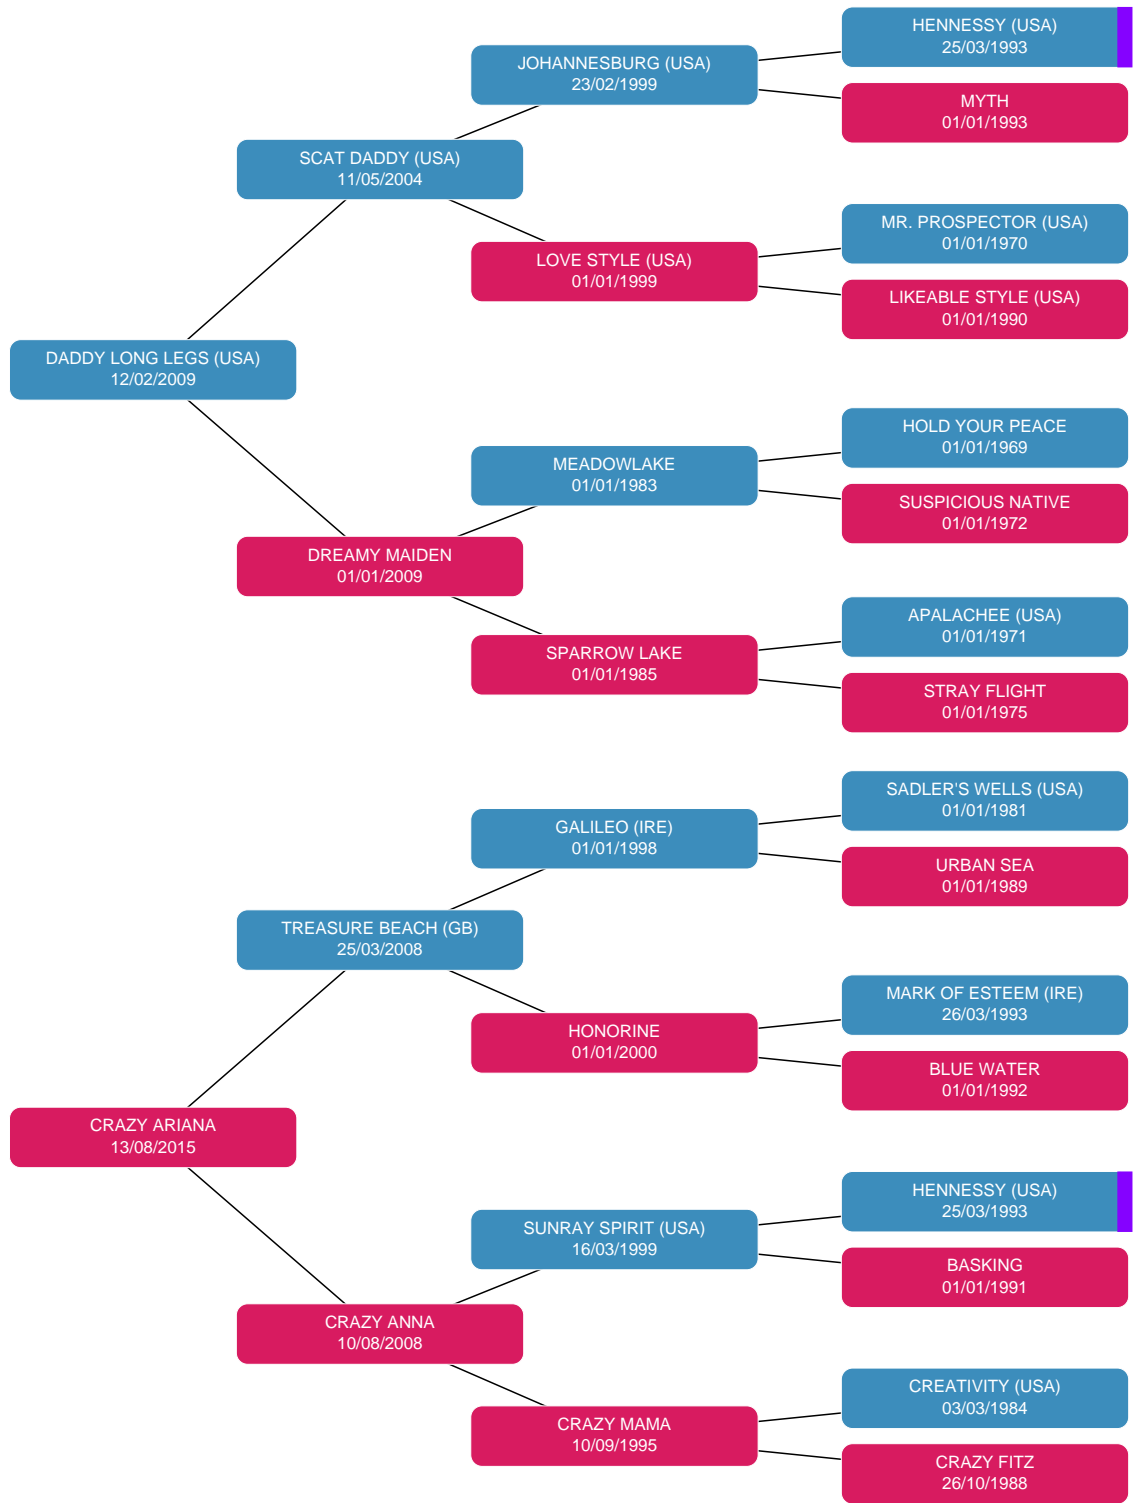 HENNESSY (USA)
25/03/1993
JOHANNESBURG (USA)
23/02/1999
MYTH
01/01/1993
SCAT DADDY (USA)
11/05/2004
MR. PROSPECTOR (USA)
01/01/1970
LOVE STYLE (USA)
01/01/1999
LIKEABLE STYLE (USA)
01/01/1990
DADDY LONG LEGS (USA)
12/02/2009
HOLD YOUR PEACE
01/01/1969
MEADOWLAKE
01/01/1983
SUSPICIOUS NATIVE
01/01/1972
DREAMY MAIDEN
01/01/2009
APALACHEE (USA)
01/01/1971
SPARROW LAKE
01/01/1985
STRAY FLIGHT
01/01/1975
SADLER'S WELLS (USA)
01/01/1981
GALILEO (IRE)
01/01/1998
URBAN SEA
01/01/1989
TREASURE BEACH (GB)
25/03/2008
MARK OF ESTEEM (IRE)
26/03/1993
HONORINE
01/01/2000
BLUE WATER
01/01/1992
CRAZY ARIANA
13/08/2015
HENNESSY (USA)
25/03/1993
SUNRAY SPIRIT (USA)
16/03/1999
BASKING
01/01/1991
CRAZY ANNA
10/08/2008
CREATIVITY (USA)
03/03/1984
CRAZY MAMA
10/09/1995
CRAZY FITZ
26/10/1988